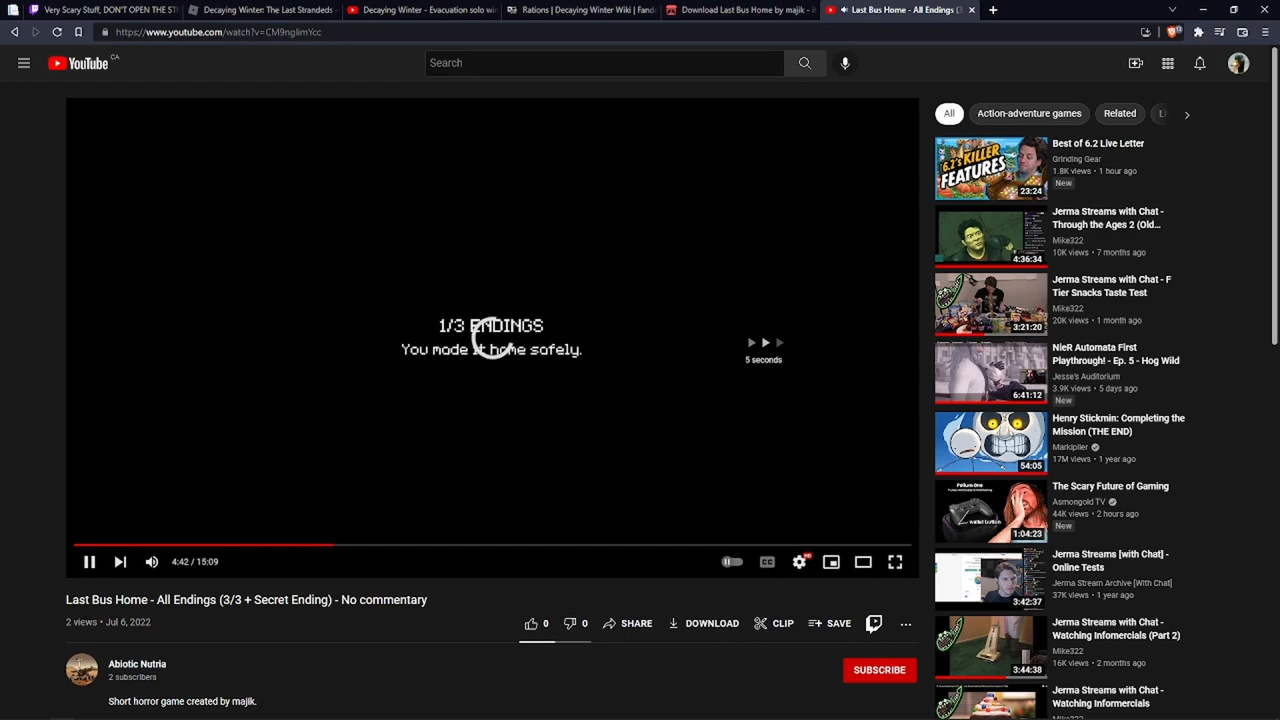 Very Scary Stuff, DON'T OPEN THE ST
Decaying Winter: The Last Strandeds -
Decaying Winter - Evacuation solo wi
Rations | Decaying Winter Wiki | Fand
Download Last Bus Home by majik - i
Last Bus Home - All Endings (3
https://www.youtube.com/watch?v=CM9nglimYcc
13
YouTube CA
Search
All
Action-adventure games
Related
1/3 ENDINGS
You made it home safely.
5 seconds
4:42 / 15:09
CC
HD
Last Bus Home - All Endings (3/3 + Secret Ending) - No commentary
2 views • Jul 6, 2022
0
0
SHARE
DOWNLOAD
CLIP
SAVE
Abiotic Nutria
2 subscribers
SUBSCRIBE
Short horror game created by majik.
6.2's KILLER FEATURES
23:24
Best of 6.2 Live Letter
Grinding Gear
1.8K views • 1 hour ago
New
4:36:34
Jerma Streams with Chat -
Through the Ages 2 (Old...
Mike322
10K views • 7 months ago
3:21:20
Jerma Streams with Chat - F
Tier Snacks Taste Test
Mike322
20K views • 1 month ago
6:41:12
NieR Automata First
Playthrough! - Ep. 5 - Hog Wild
Jesse's Auditorium
3.9K views • 5 days ago
New
54:05
Henry Stickmin: Completing the
Mission (THE END)
Markiplier
17M views • 1 year ago
1:04:23
The Scary Future of Gaming
Asmongold TV
44K views • 2 hours ago
New
3:42:37
Jerma Streams [with Chat] -
Online Tests
Jerma Stream Archive [With Chat]
37K views • 1 year ago
3:44:38
Jerma Streams with Chat -
Watching Infomercials (Part 2)
Mike322
16K views • 2 months ago
Jerma Streams with Chat -
Watching Infomercials